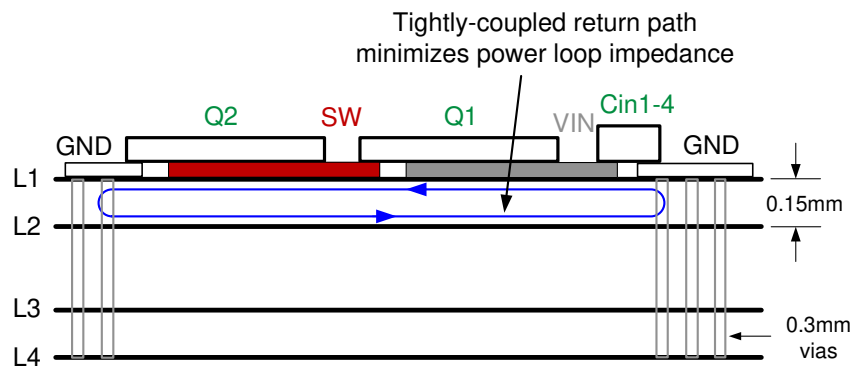 Tightly-coupled return path
minimizes power loop impedance
Q2
SW
Q1
VIN
Cin1-4
GND
GND
L1
0.15mm
L2
L3
0.3mm
vias
L4